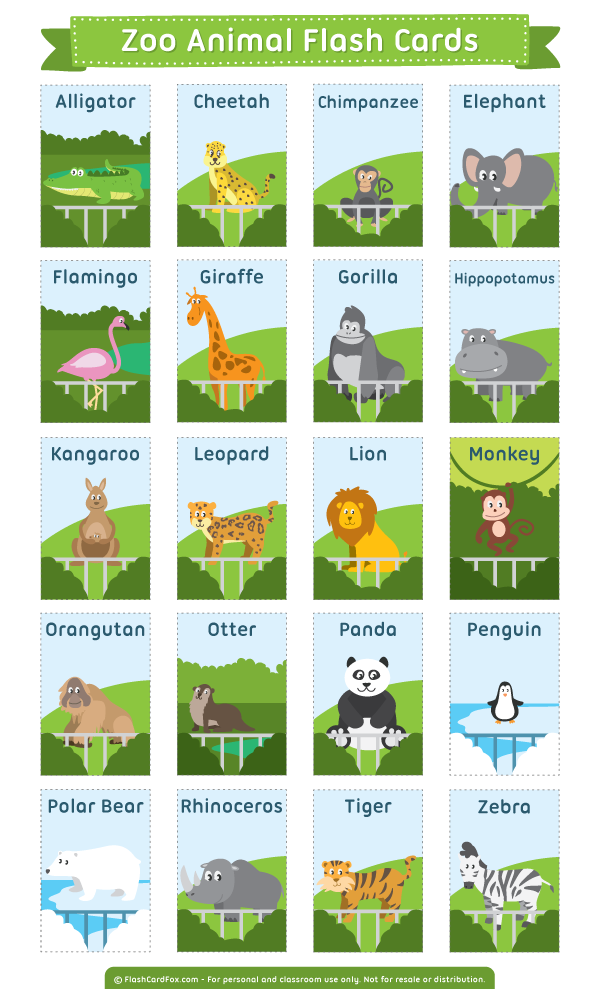 Zoo Animal Flash Cards
Alligator
Cheetah
Chimpanzee
Elephant
Flamingo
Giraffe
Gorilla
Hippopotamus
Kangaroo
Leopard
Lion
Monkey
Orangutan
Otter
Panda
Penguin
Polar Bear
Rhinoceros
Tiger
Zebra
© FlashCardFox.com - For personal and classroom use only. Not for resale or distribution.